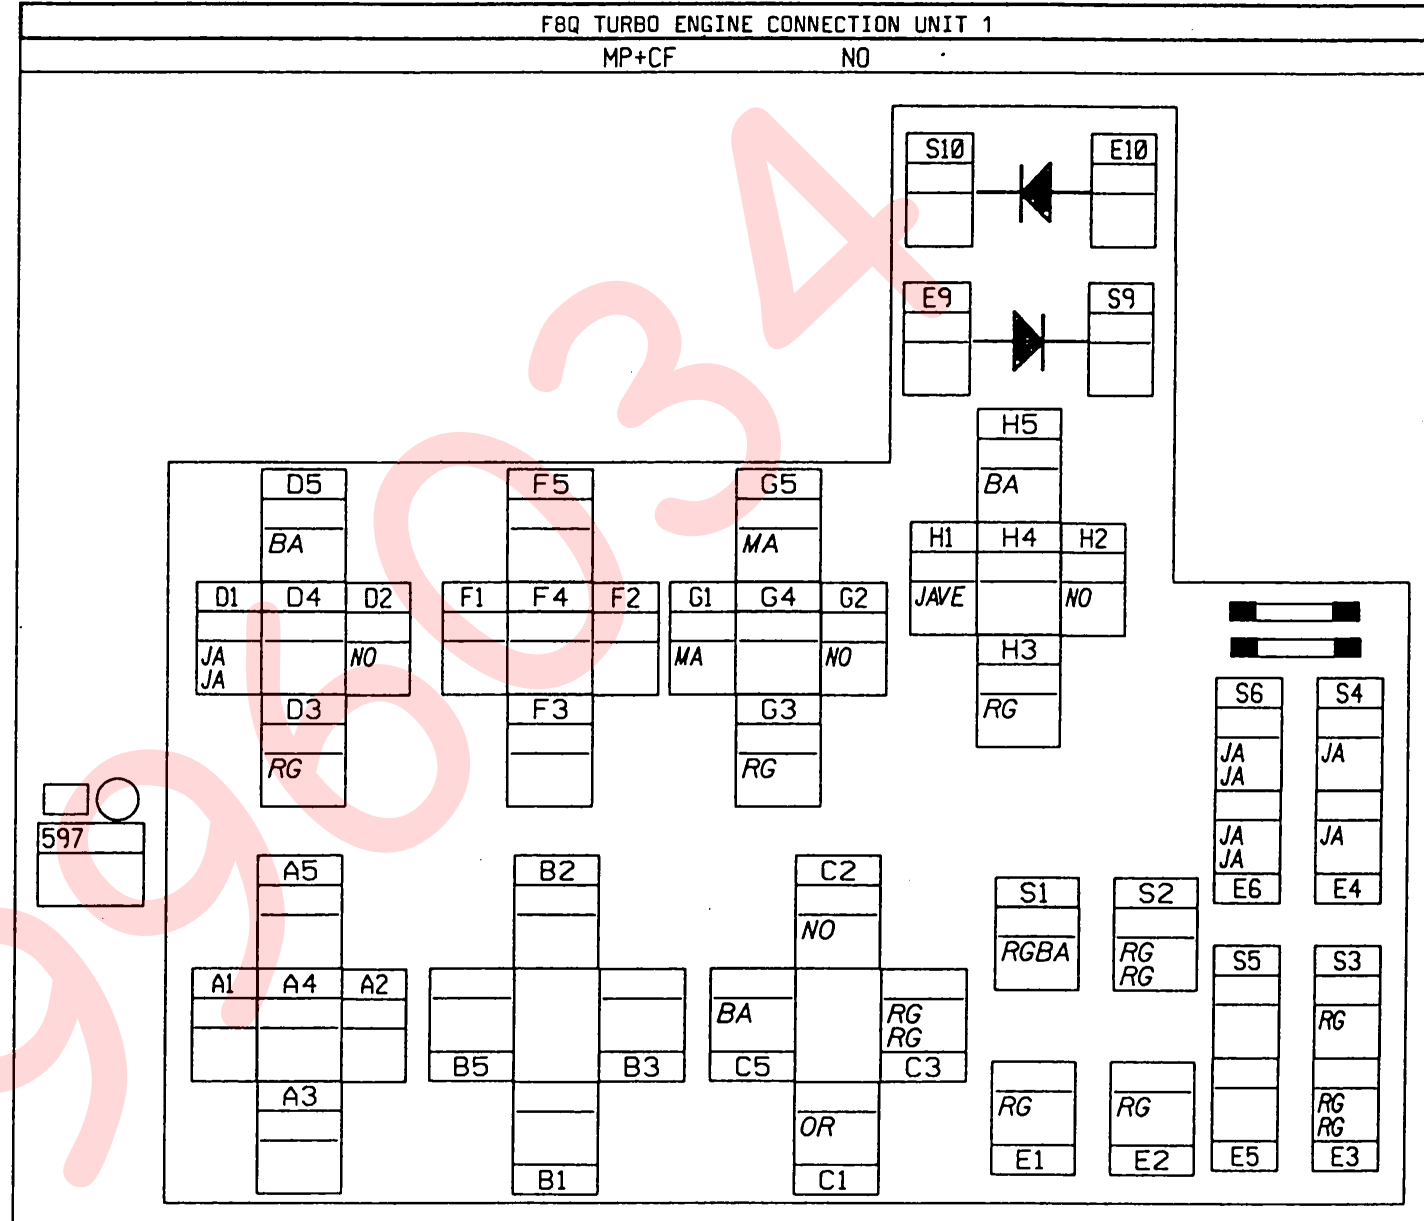 F8Q TURBO ENGINE CONNECTION UNIT 1
MP+CF NO
S10 E10
E9 S9
H5
BA
D5 F5 G5
BA MA
H1 H4 H2
JAVE NO
D1 D4 D2 F1 F4 F2 G1 G4 G2
JA NO MA NO
JA
H3
RG
D3 F3 G3
RG RG
S6 S4
JA JA
JA
JA JA
JA
E6 E4
597
A5 B2 C2
NO
S1 S2
RGBA RG
RG
S5 S3
RG
A1 A4 A2
BA RG
RG
B5 B3 C5 C3
A3
OR
B1 C1
RG RG
E1 E2
RG
RG
E5 E3
996034